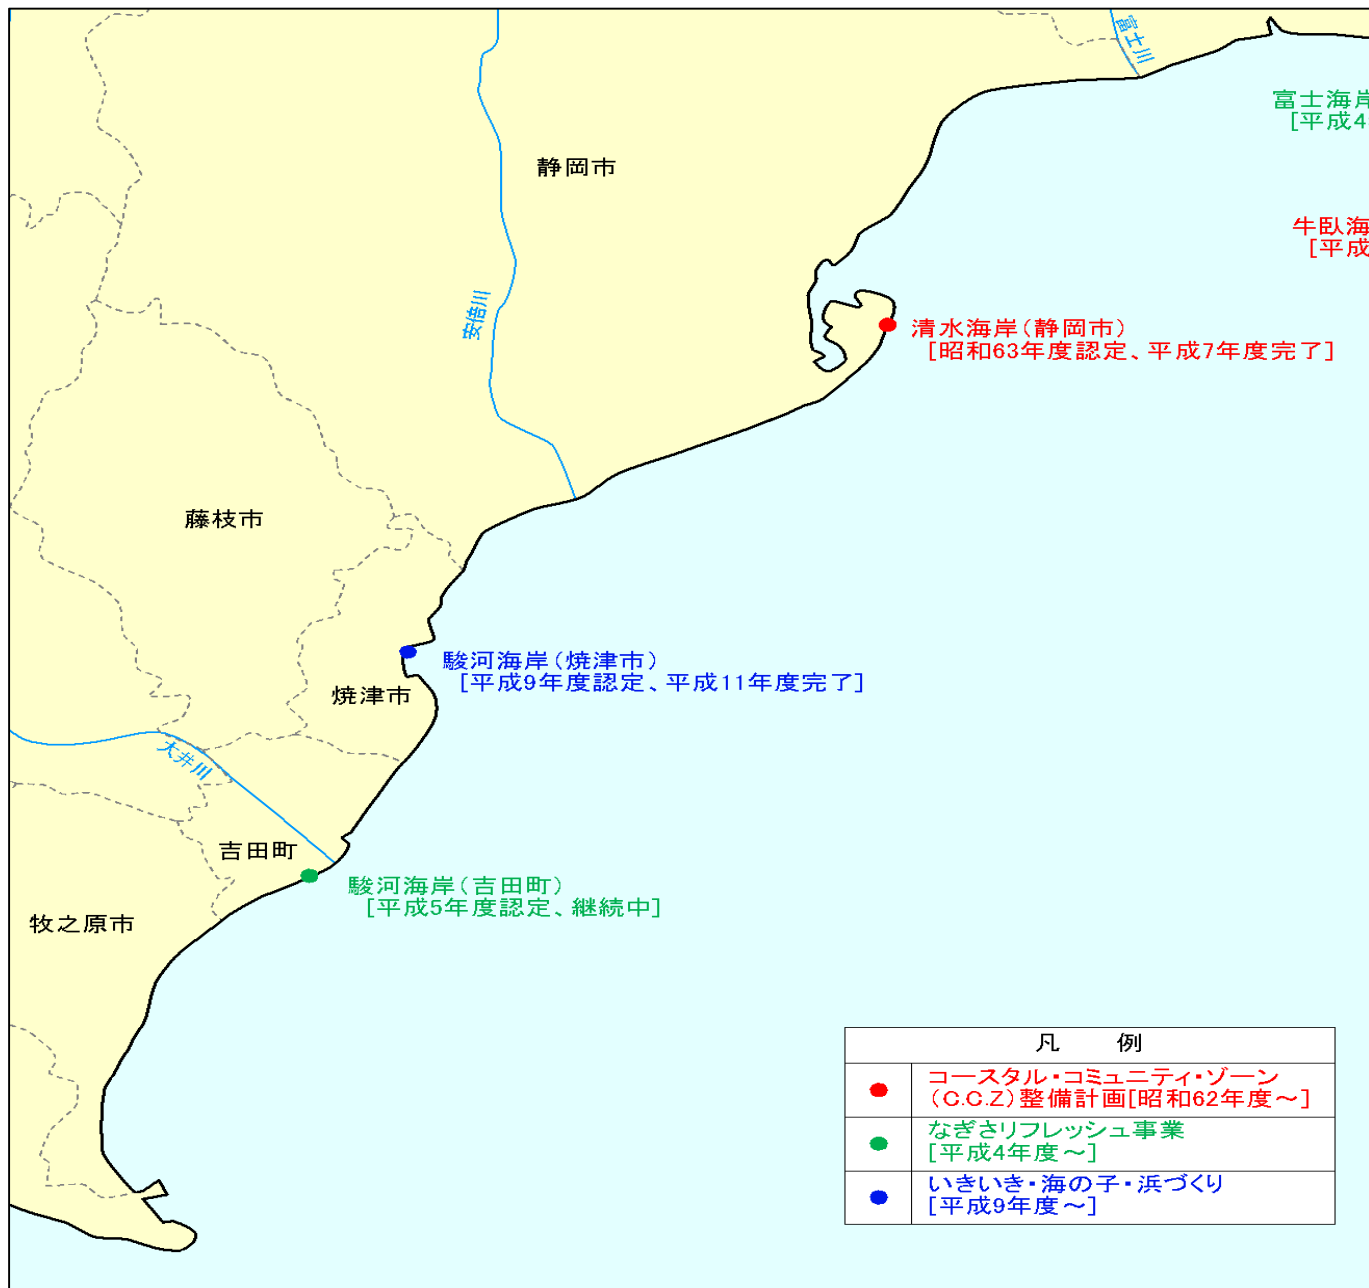 富士川
富士海岸
[平成4
静岡市
牛臥海
[平成
安倍川
清水海岸(静岡市)
[昭和63年度認定、平成7年度完了]
藤枝市
駿河海岸(焼津市)
[平成9年度認定、平成11年度完了]
焼津市
大井川
吉田町
駿河海岸(吉田町)
[平成5年度認定、継続中]
牧之原市
凡 例
コースタル・コミュニティ・ゾーン
(C.C.Z)整備計画[昭和62年度~]
なぎさリフレッシュ事業
[平成4年度~]
いきいき・海の子・浜づくり
[平成9年度~]